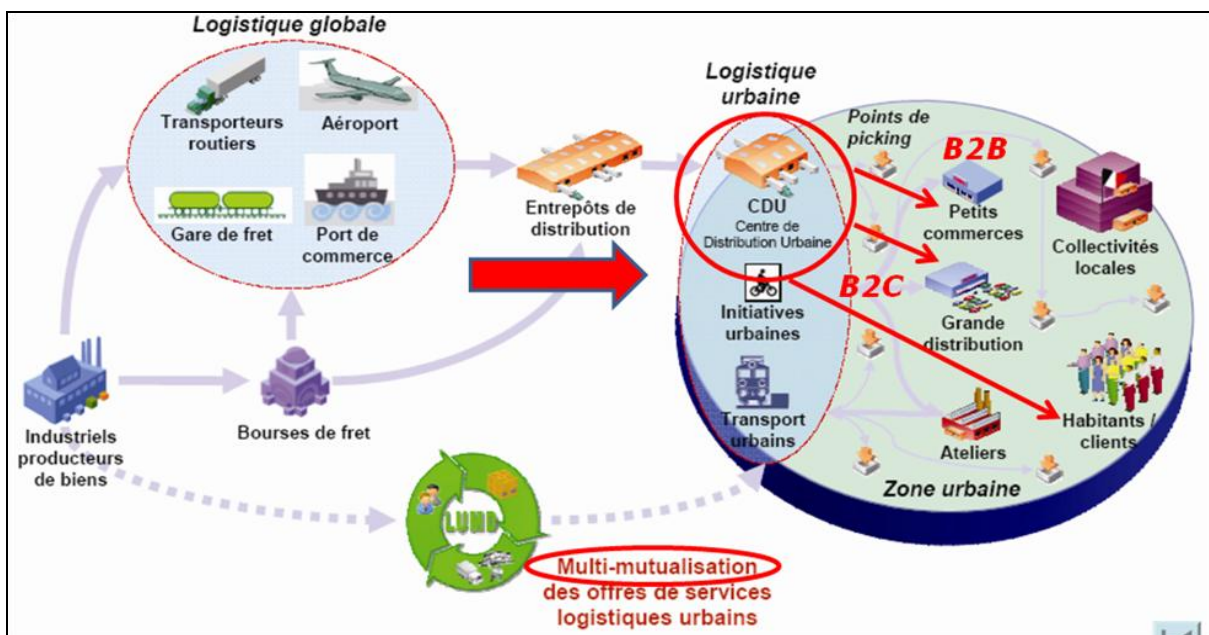 Logistique globale
Transporteurs
routiers
Aéroport
Gare de fret
Port de
commerce
Entrepôts de
distribution
Logistique
urbaine
CDU
Centre de
Distribution Urbaine
Initiatives
urbaines
Transport
urbains
Points de
picking
B2B
Petits
commerces
Collectivités
locales
B2C
Grande
distribution
Habitants /
clients
Ateliers
Zone urbaine
Industriels
producteurs
de biens
Bourses de fret
LUMD
Multi-mutualisation
des offres de services
logistiques urbains